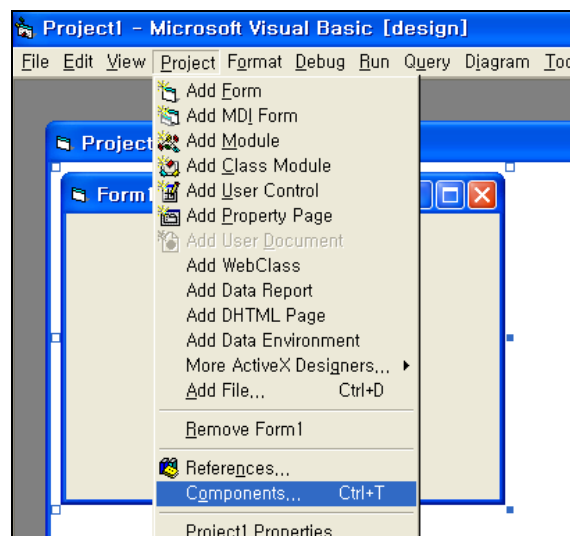 Project1 - Microsoft Visual Basic [design]
File Edit View Project Format Debug Run Query Diagram Too
Project
Form1
Add Form
Add MDI Form
Add Module
Add Class Module
Add User Control
Add Property Page
Add User Document
Add WebClass
Add Data Report
Add DHTML Page
Add Data Environment
More ActiveX Designers...
Add File... Ctrl+D
Remove Form1
References...
Components... Ctrl+T
Project1 Properties